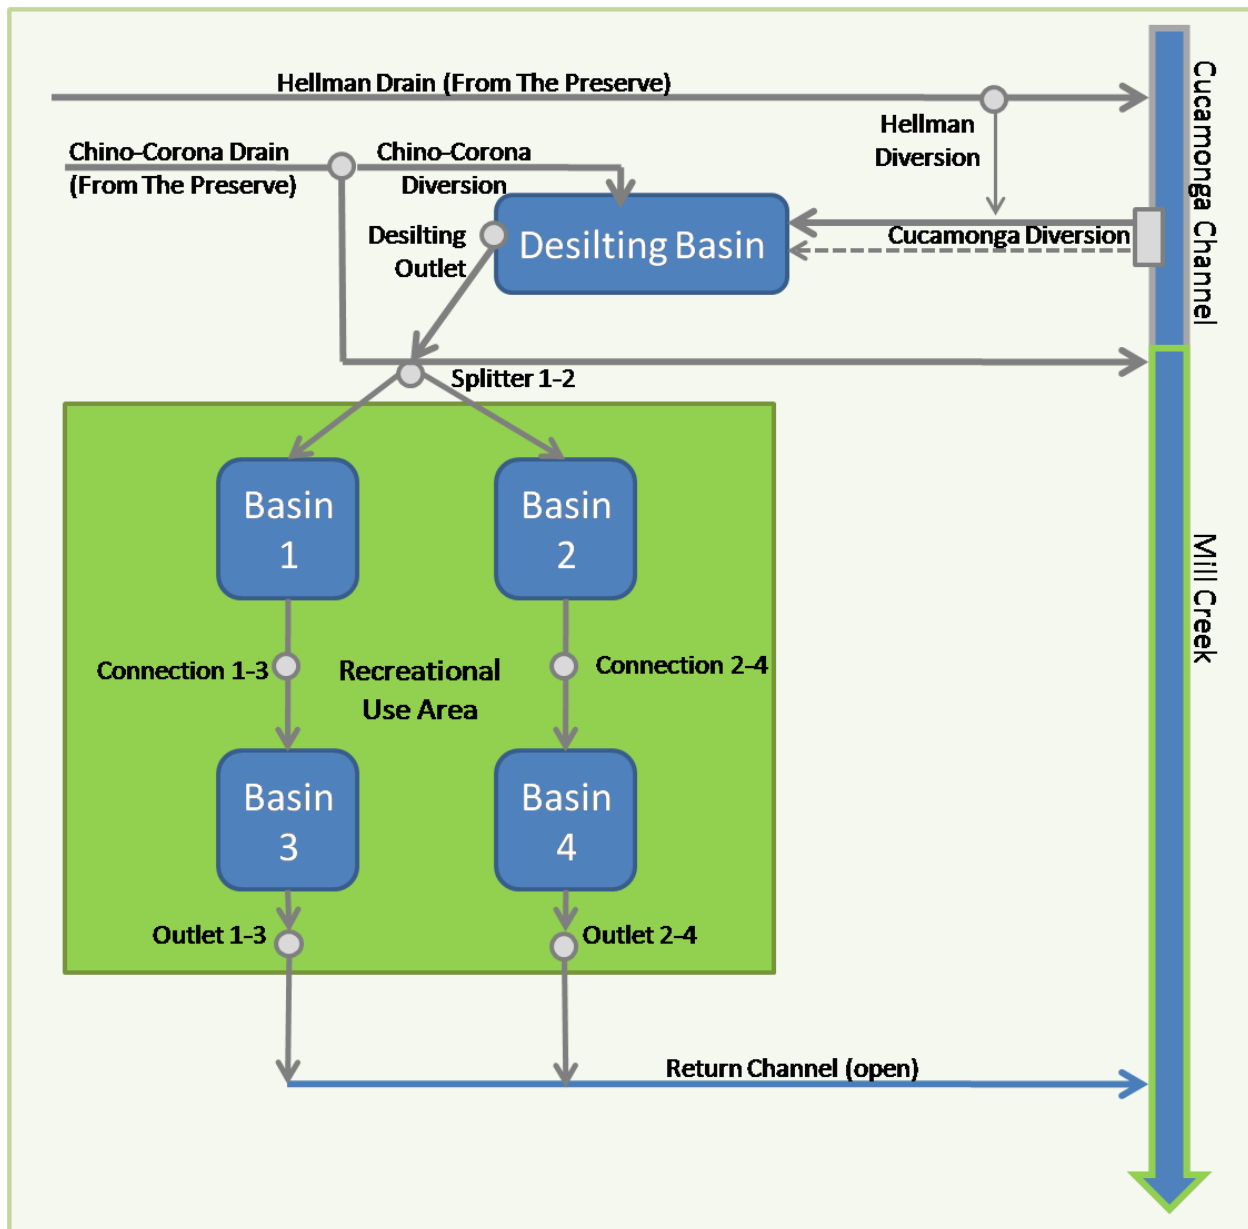 Hellman Drain (From The Preserve)
Hellman
Diversion
Cucamonga Channel
Chino-Corona Drain
(From The Preserve)
Chino-Corona
Diversion
Desilting
Outlet
Desilting Basin
Cucamonga Diversion
Splitter 1-2
Basin
1
Basin
2
Mill Creek
Connection 1-3
Recreational
Use Area
Connection 2-4
Basin
3
Basin
4
Outlet 1-3
Outlet 2-4
Return Channel (open)